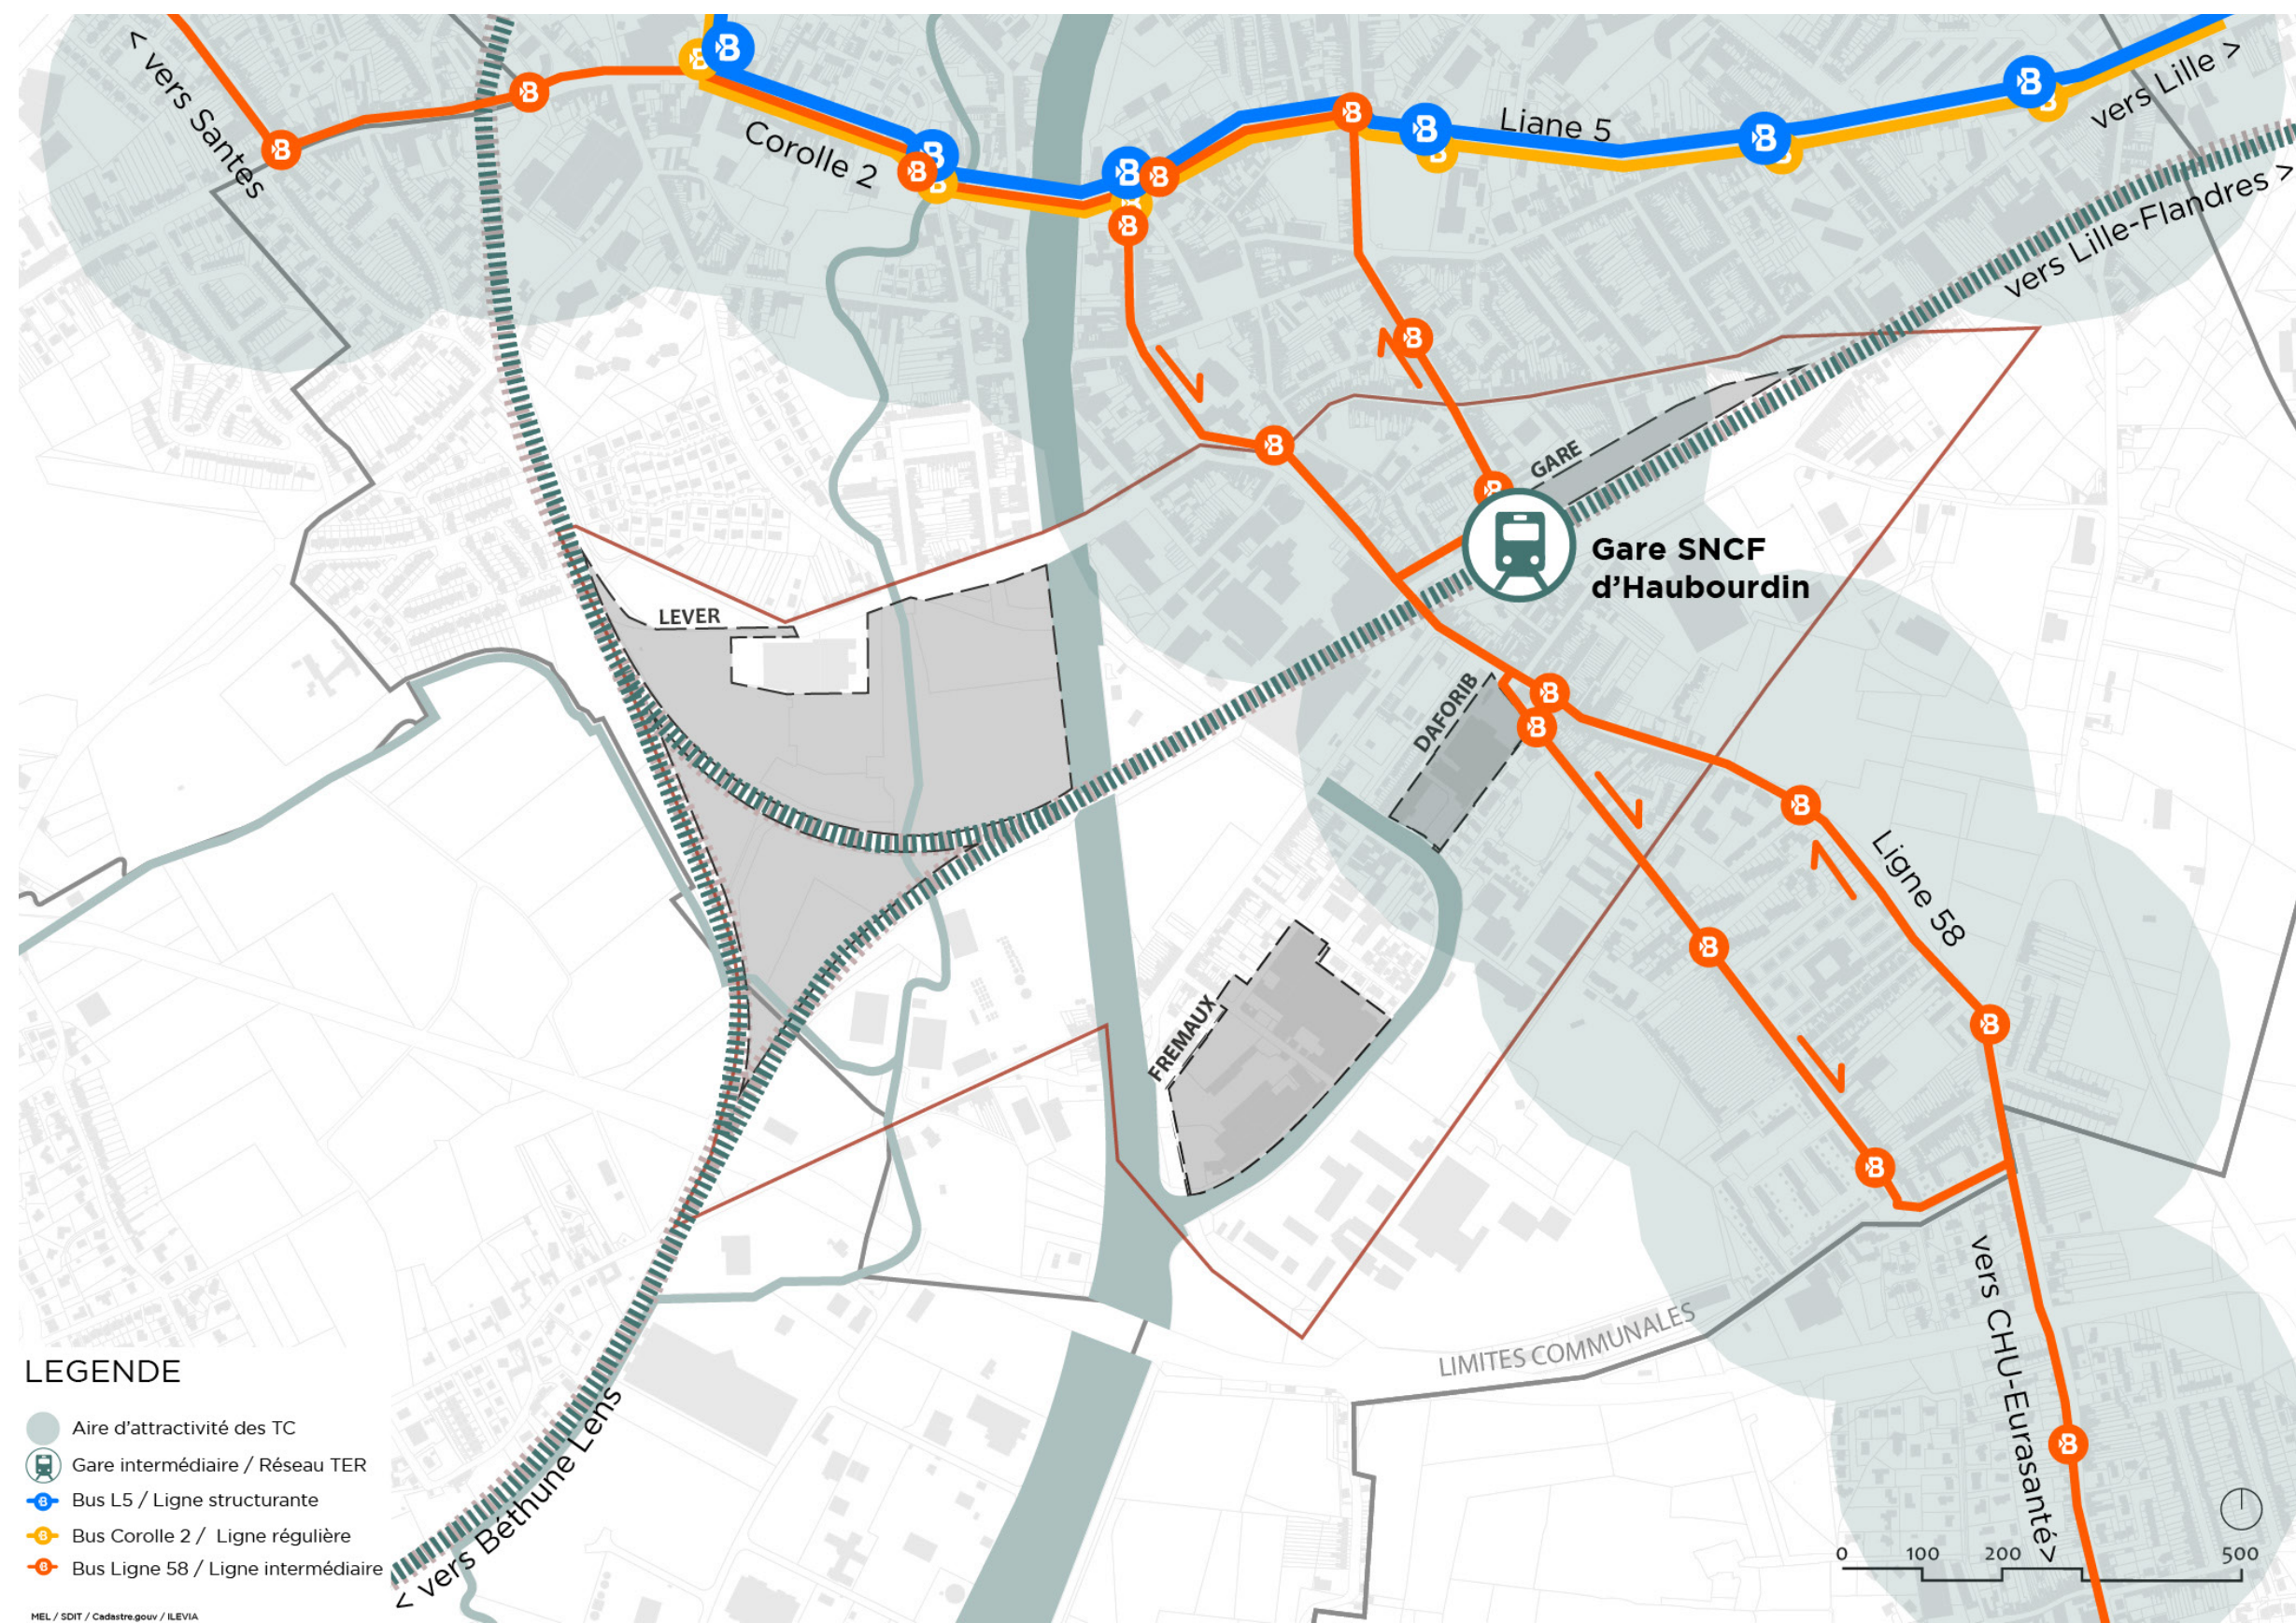 < vers Santes
Corolle 2
Liane 5
vers Lille >
vers Lille-Flandres >
GARE
Gare SNCF
d'Haubourdin
LEVER
DAFORIB
FREMAUX
Ligne 58
LIMITES COMMUNALES
vers CHU-Eurasanté>
< vers Béthune Lens
LEGENDE
Aire d'attractivité des TC
Gare intermédiaire / Réseau TER
Bus L5 / Ligne structurante
Bus Corolle 2 / Ligne régulière
Bus Ligne 58 / Ligne intermédiaire
0 100 200 500
MEL / SDIT / Cadastre.gouv / ILEVIA